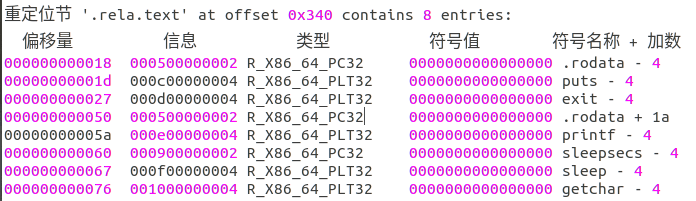 重定位节 '.rela.text' at offset 0x340 contains 8 entries:
偏移量 信息 类型 符号值 符号名称 + 加数
000000000018 000500000002 R_X86_64_PC32 0000000000000000 .rodata - 4
00000000001d 000c00000004 R_X86_64_PLT32 0000000000000000 puts - 4
000000000027 000d00000004 R_X86_64_PLT32 0000000000000000 exit - 4
000000000050 000500000002 R_X86_64_PC32 0000000000000000 .rodata + 1a
00000000005a 000e00000004 R_X86_64_PLT32 0000000000000000 printf - 4
000000000060 000900000002 R_X86_64_PC32 0000000000000000 sleepsecs - 4
000000000067 000f00000004 R_X86_64_PLT32 0000000000000000 sleep - 4
000000000076 001000000004 R_X86_64_PLT32 0000000000000000 getchar - 4